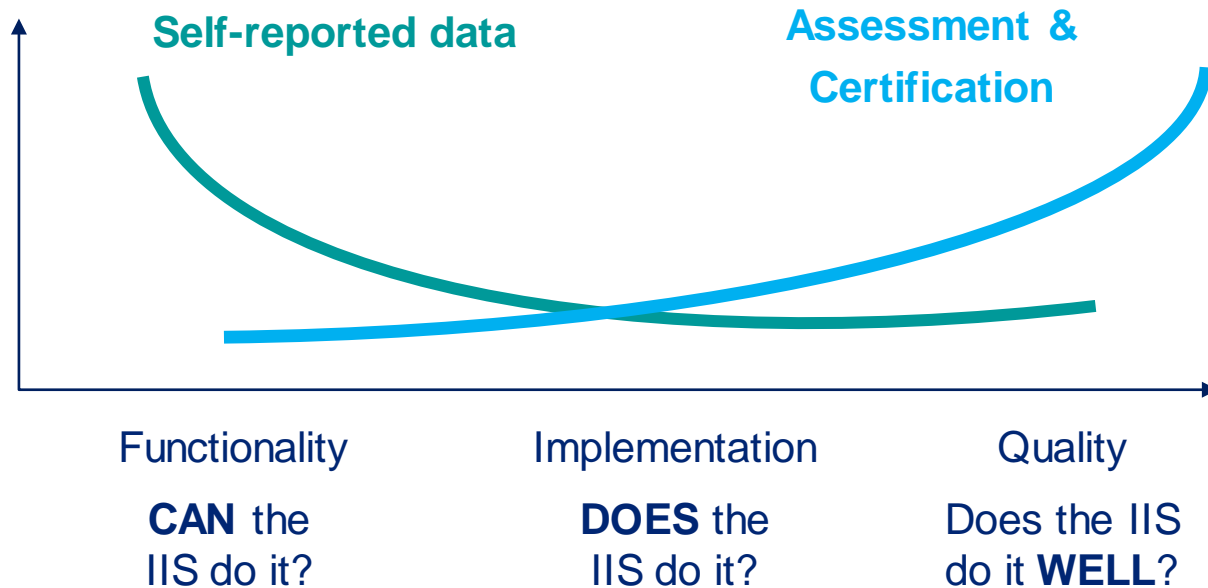 Self-reported data
Assessment &
Certification
Functionality
Implementation
Quality
CAN the
IIS do it?
DOES the
IIS do it?
Does the IIS
do it WELL?